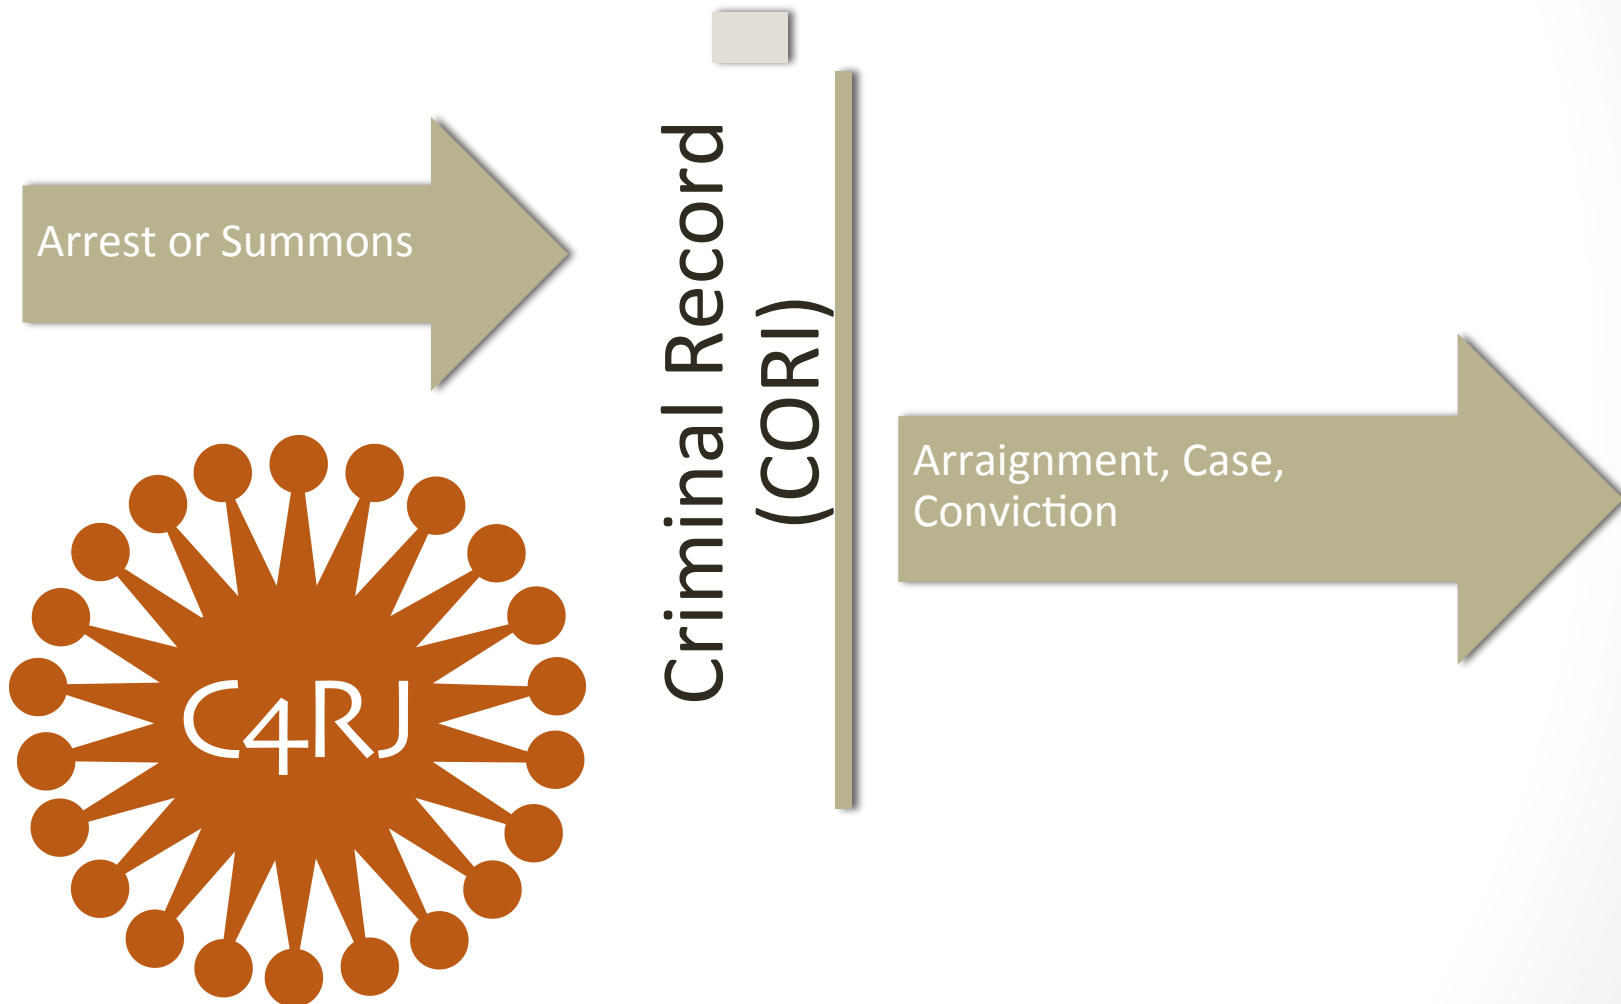 Arrest or Summons
Criminal Record
(CORI)
Arraignment, Case,
Conviction
C4RJ